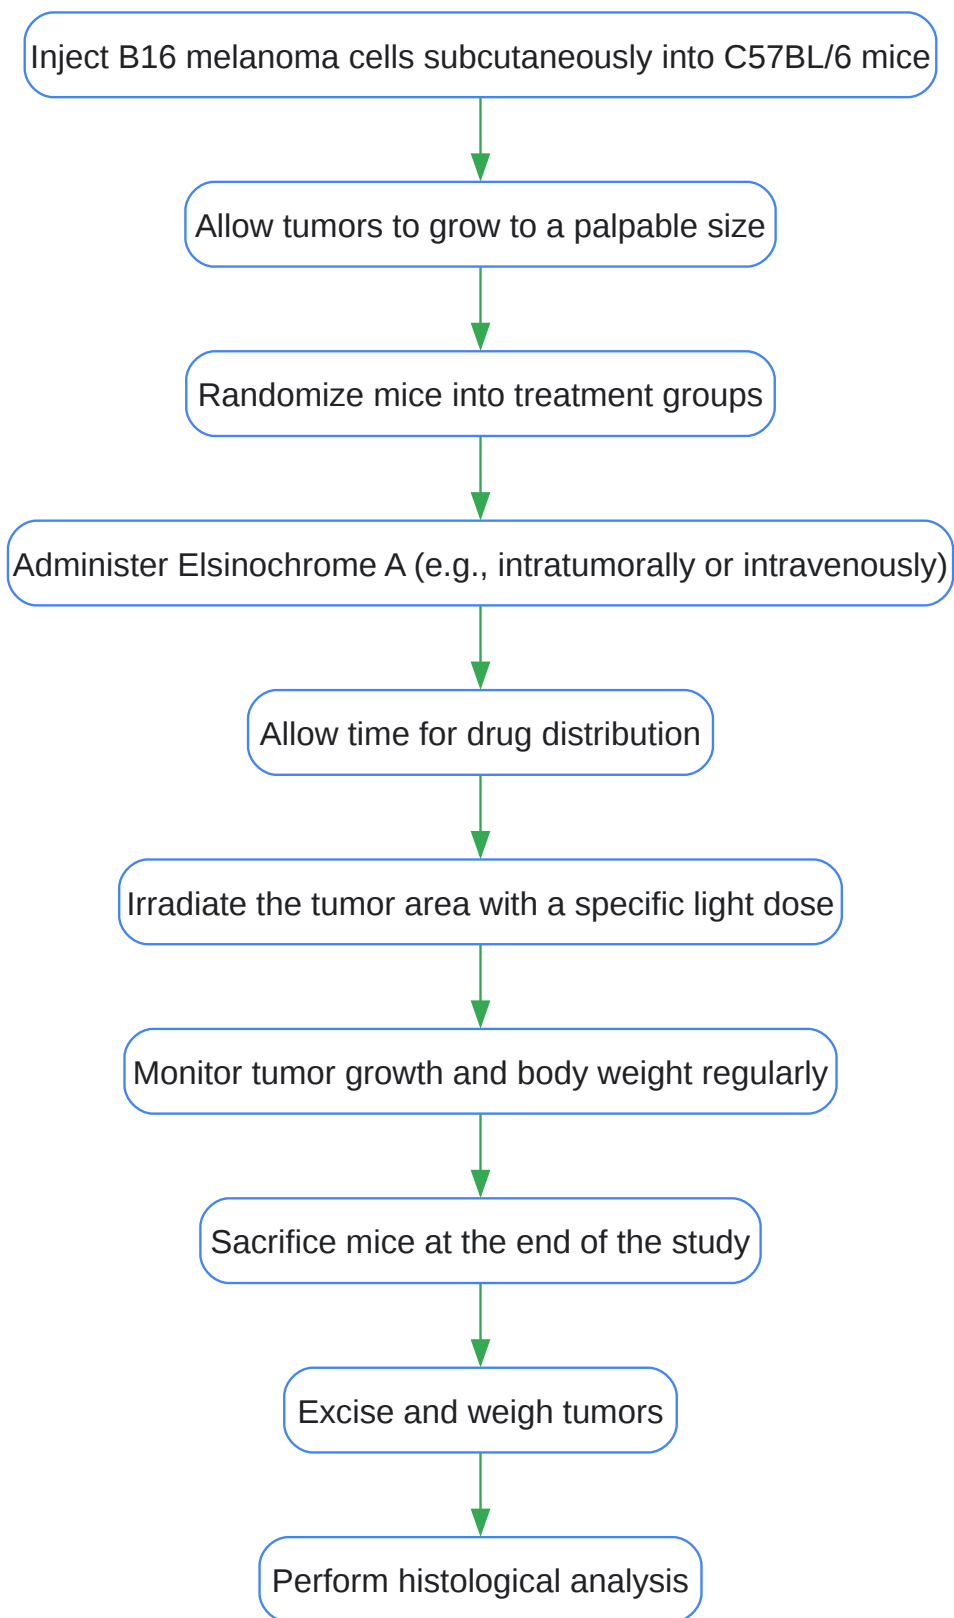 Inject B16 melanoma cells subcutaneously into C57BL/6 mice
Allow tumors to grow to a palpable size
Randomize mice into treatment groups
Administer Elsinochrome A (e.g., intratumorally or intravenously)
Allow time for drug distribution
Irradiate the tumor area with a specific light dose
Monitor tumor growth and body weight regularly
Sacrifice mice at the end of the study
Excise and weigh tumors
Perform histological analysis